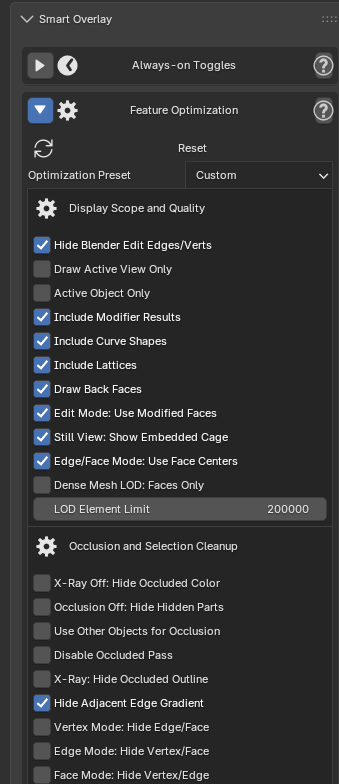 Smart Overlay
Always-on Toggles
?
Feature Optimization
?
Reset
Optimization Preset
Custom
Display Scope and Quality
Hide Blender Edit Edges/Verts
Draw Active View Only
Active Object Only
Include Modifier Results
Include Curve Shapes
Include Lattices
Draw Back Faces
Edit Mode: Use Modified Faces
Still View: Show Embedded Cage
Edge/Face Mode: Use Face Centers
Dense Mesh LOD: Faces Only
LOD Element Limit 200000
Occlusion and Selection Cleanup
X-Ray Off: Hide Occluded Color
Occlusion Off: Hide Hidden Parts
Use Other Objects for Occlusion
Disable Occluded Pass
X-Ray: Hide Occluded Outline
Hide Adjacent Edge Gradient
Vertex Mode: Hide Edge/Face
Edge Mode: Hide Vertex/Face
Face Mode: Hide Vertex/Edge